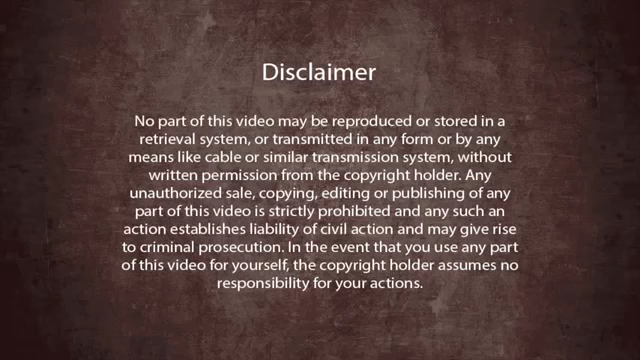 Disclaimer
No part of this video may be reproduced or stored in a
retrieval system, or transmitted in any form or by any
means like cable or similar transmission system, without
written permission from the copyright holder. Any
unauthorized sale, copying, editing or publishing of any
part of this video is strictly prohibited and any such an
action establishes liability of civil action and may give rise
to criminal prosecution. In the event that you use any part
of this video for yourself, the copyright holder assumes no
responsibility for your actions.